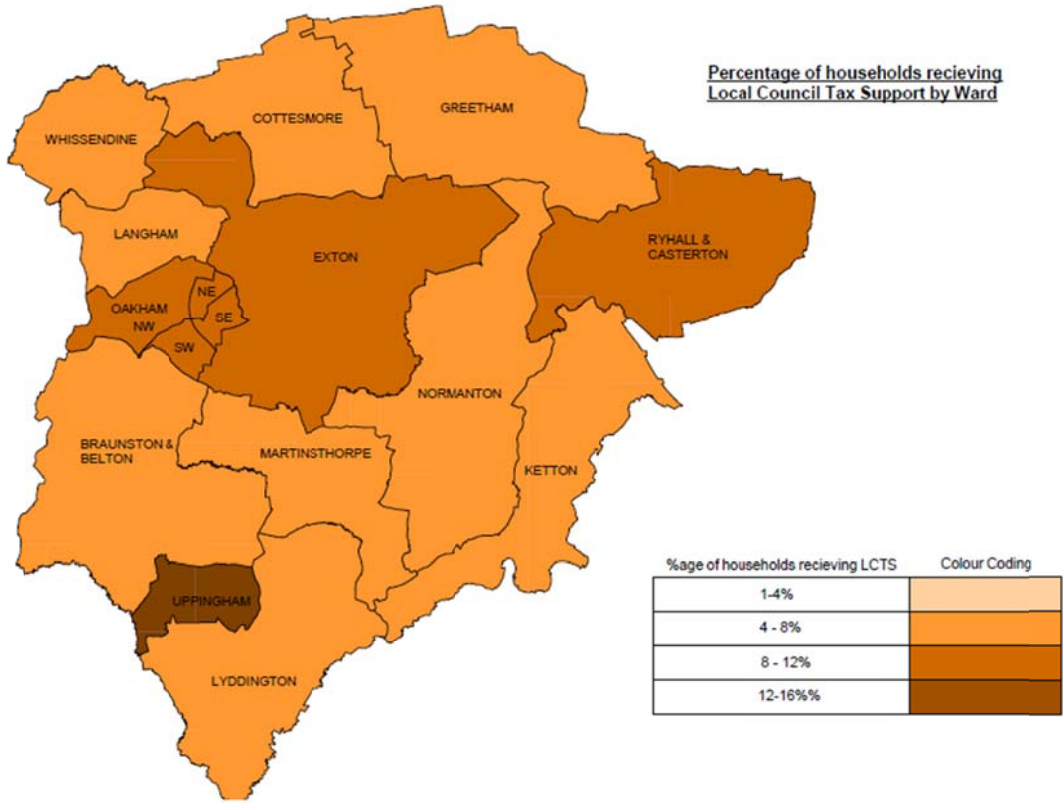 Percentage of households recieving
Local Council Tax Support by Ward
GREETHAM
COTTESMORE
WHISSENDINE
LANGHAM
EXTON
RYHALL &
CASTERTON
NE
OAKHAM
SE
NW
SW
NORMANTON
BRAUNSTON &
BELTON
MARTINSTHORPE
KETTON
UPPINGHAM
LYDDINGTON
%age of households recieving LCTS Colour Coding
1-4%
4 - 8%
8 - 12%
12-16%%